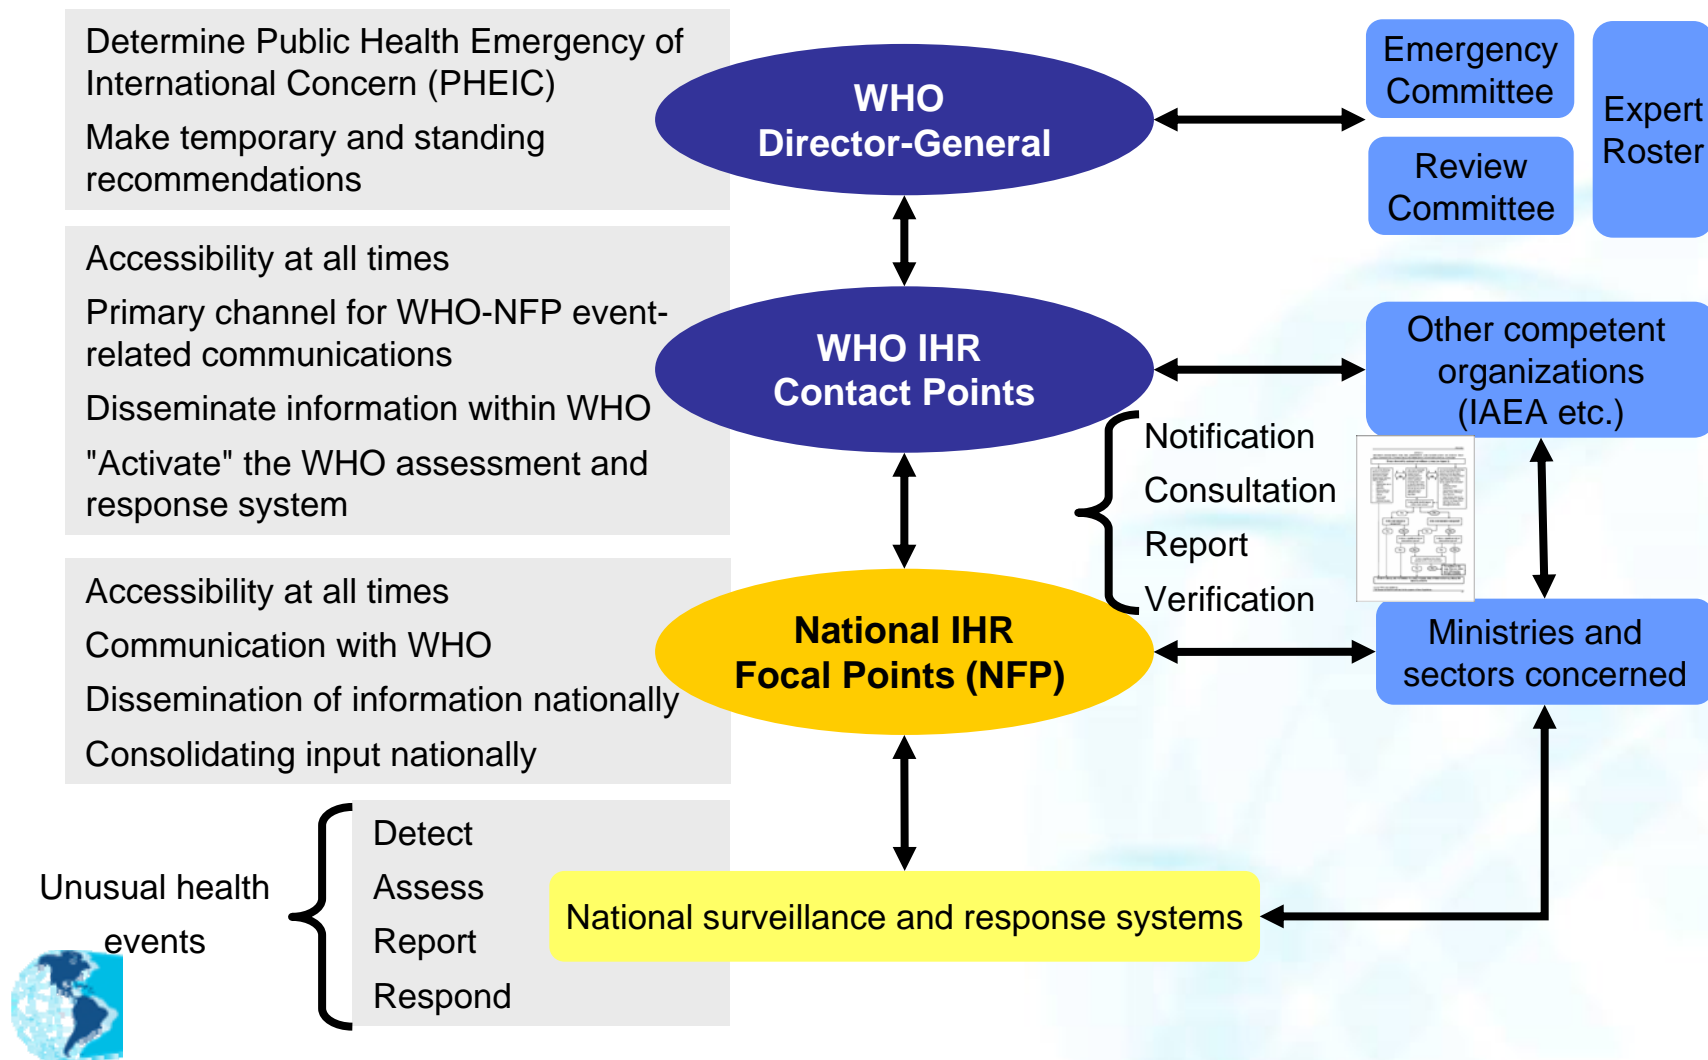 Determine Public Health Emergency of
International Concern (PHEIC)
Make temporary and standing
recommendations
WHO
Director-General
Emergency
Committee
Review
Committee
Expert
Roster
Accessibility at all times
Primary channel for WHO-NFP event-
related communications
Disseminate information within WHO
"Activate" the WHO assessment and
response system
WHO IHR
Contact Points
Other competent
organizations
(IAEA etc.)
Notification
Consultation
Report
Verification
Accessibility at all times
Communication with WHO
Dissemination of information nationally
Consolidating input nationally
National IHR
Focal Points (NFP)
Ministries and
sectors concerned
Unusual health
events
Detect
Assess
Report
Respond
National surveillance and response systems